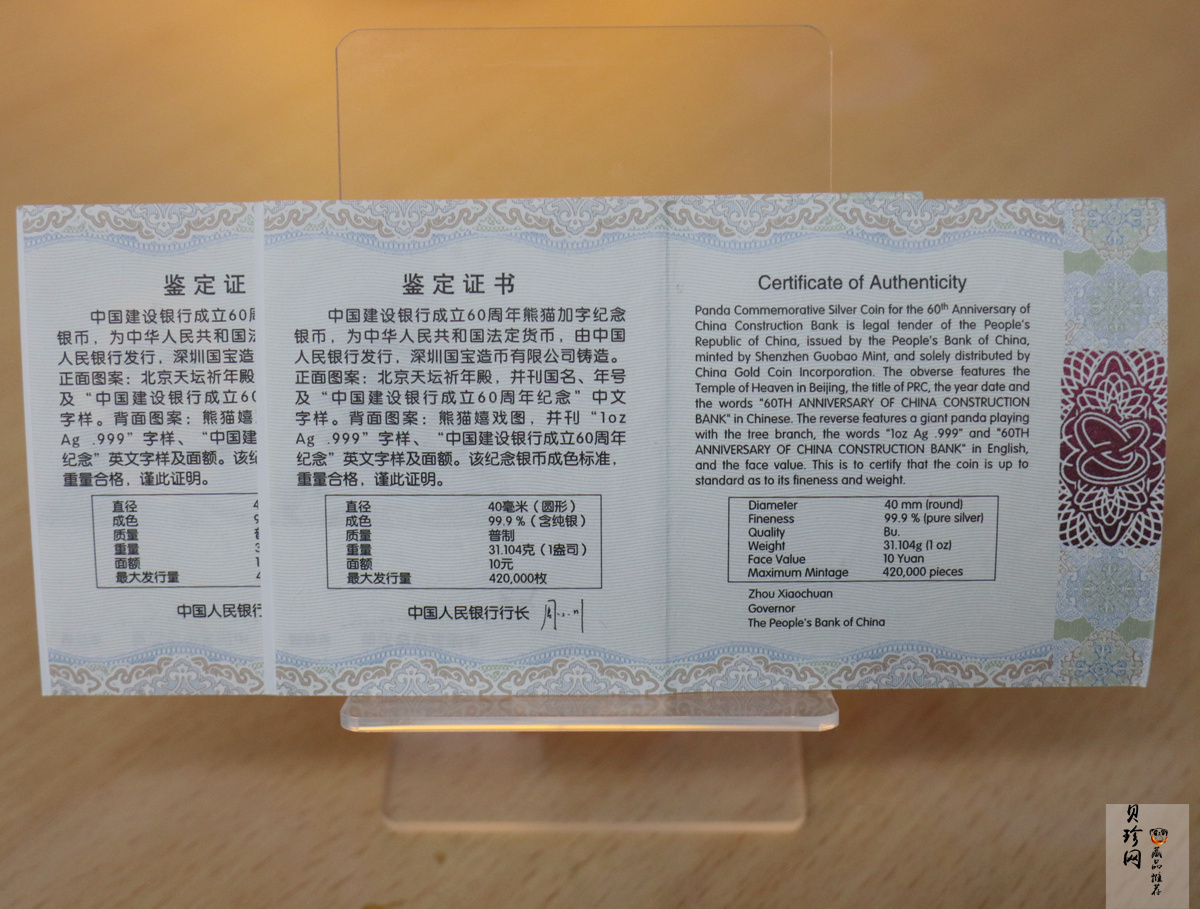 鉴定证
中国建设银行成立60
银币，为中华人民共和国法
人民银行发行，深圳国宝造
正面图案：北京天坛祈年殿
及“中国建设银行成立60
字样。背面图案：熊猫嬉
Ag .999”字样、“中国建
纪念”英文字样及面额。该纪
重量合格，谨此证明。
直径 4
成色 9
质量
重量 3
面额 1
最大发行量 4
中国人民银行
鉴定证书
中国建设银行成立60周年熊猫加字纪念
银币，为中华人民共和国法定货币，由中国
人民银行发行，深圳国宝造币有限公司铸造。
正面图案：北京天坛祈年殿，并刊国名、年号
及“中国建设银行成立60周年纪念”中文
字样。背面图案：熊猫嬉戏图，并刊“1oz
Ag .999”字样、“中国建设银行成立60周年
纪念”英文字样及面额。该纪念银币成色标准，
重量合格，谨此证明。
直径 40毫米（圆形）
成色 99.9％（含纯银）
质量 普制
重量 31.104克（1盎司）
面额 10元
最大发行量 420,000枚
中国人民银行行长
Certificate of Authenticity
Panda Commemorative Silver Coin for the 60th Anniversary of
China Construction Bank is legal tender of the People's
Republic of China, issued by the People's Bank of China,
minted by Shenzhen Guobao Mint, and solely distributed by
China Gold Coin Incorporation. The obverse features the
Temple of Heaven in Beijing, the title of PRC, the year date and
the words “60TH ANNIVERSARY OF CHINA CONSTRUCTION
BANK” in Chinese. The reverse features a giant panda playing
with the tree branch, the words “1oz Ag .999” and “60TH
ANNIVERSARY OF CHINA CONSTRUCTION BANK” in English,
and the face value. This is to certify that the coin is up to
standard as to its fineness and weight.
Diameter 40 mm (round)
Fineness 99.9 % (pure silver)
Quality Bu.
Weight 31.104g (1 oz)
Face Value 10 Yuan
Maximum Mintage 420,000 pieces
Zhou Xiaochuan
Governor
The People's Bank of China
贝珍网
藏品推荐